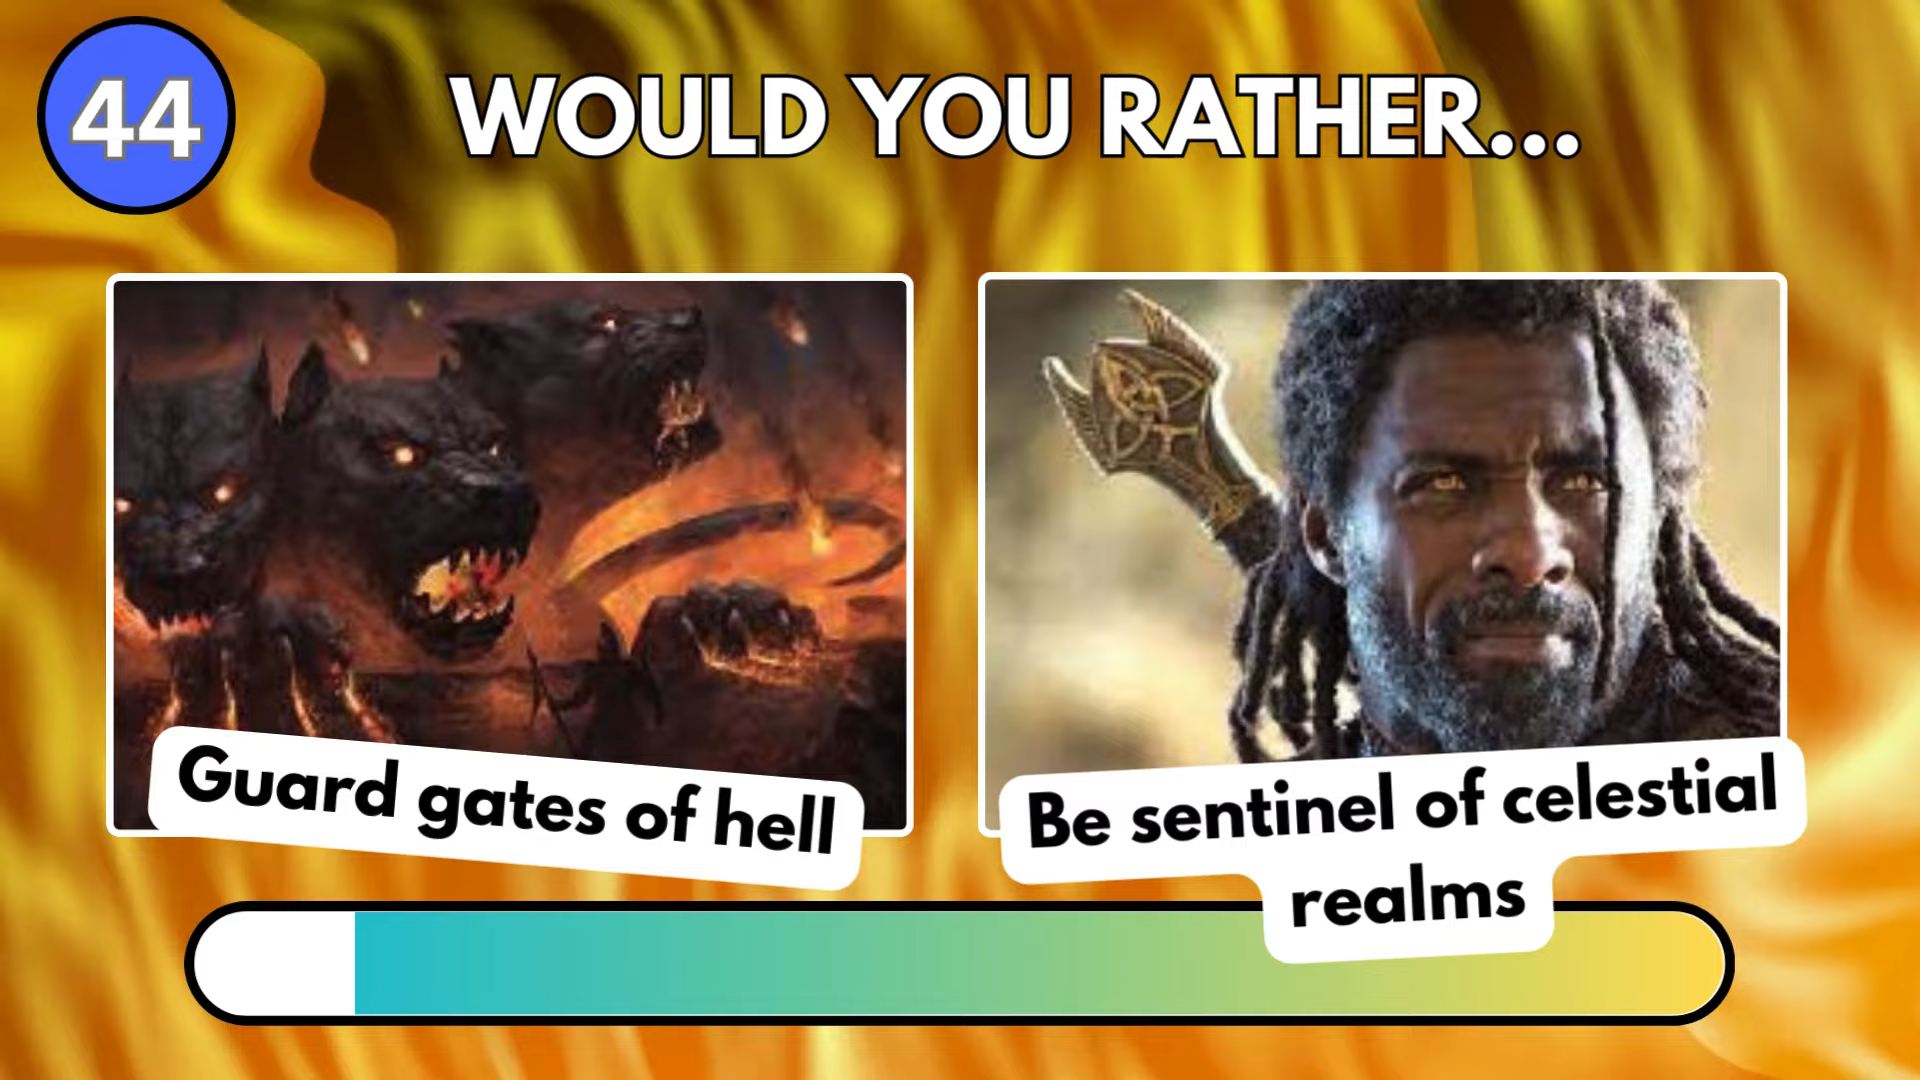 44
WOULD YOU RATHER...
Guard gates of hell
Be sentinel of celestial
realms